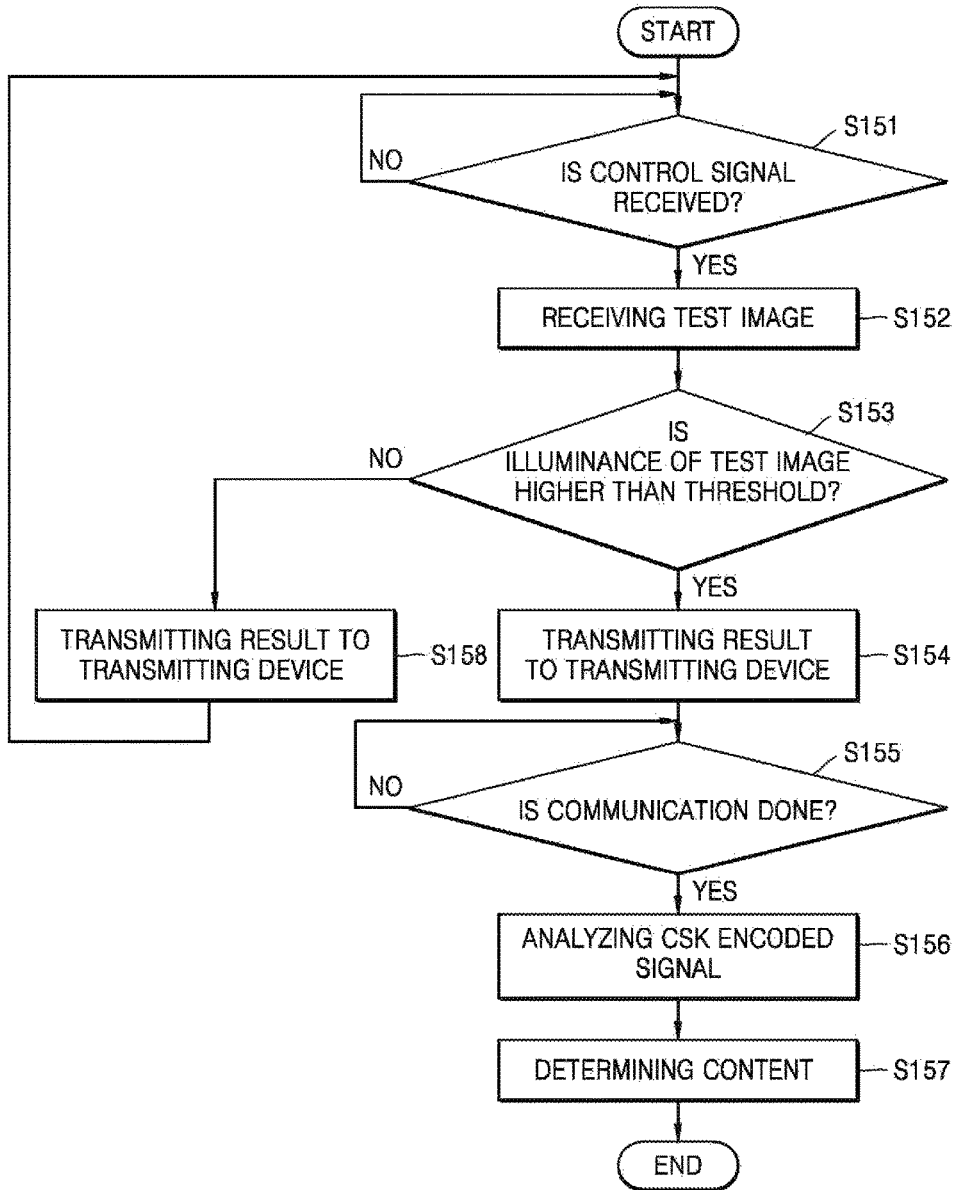 START
S151
NO
IS CONTROL SIGNAL
RECEIVED?
YES
RECEIVING TEST IMAGE
S152
S153
IS
NO
ILLUMINANCE OF TEST IMAGE
HIGHER THAN THRESHOLD?
YES
TRANSMITTING RESULT TO
TRANSMITTING DEVICE
S158
TRANSMITTING RESULT
TO TRANSMITTING DEVICE
S154
S155
NO
IS COMMUNICATION DONE?
YES
ANALYZING CSK ENCODED
SIGNAL
S156
DETERMINING CONTENT
S157
END